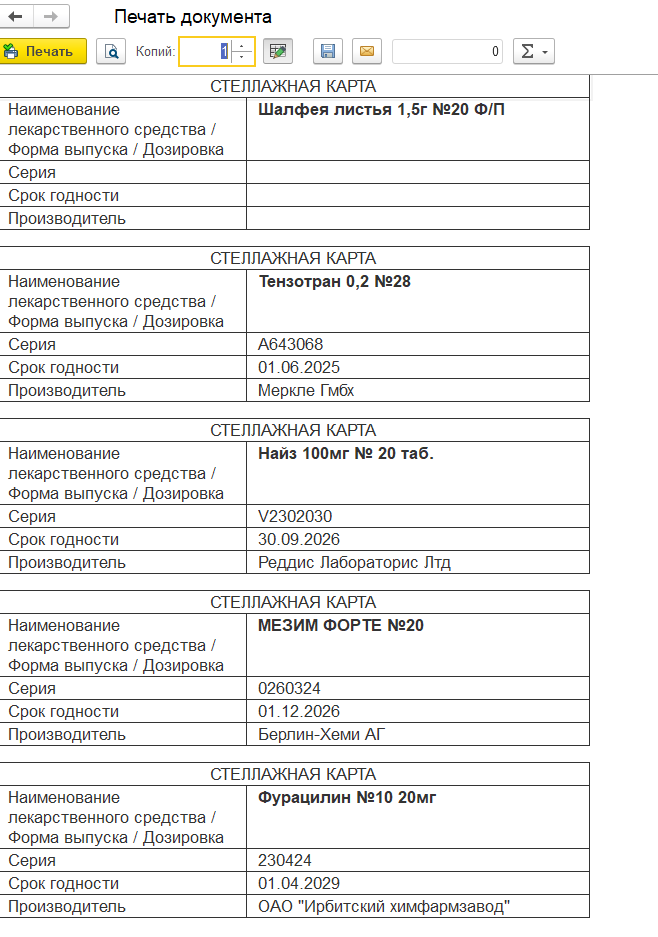 Печать документа
Печать Копий: 1 0 Σ
СТЕЛЛАЖНАЯ КАРТА
Наименование лекарственного средства / Форма выпуска / Дозировка Шалфея листья 1,5г №20 Ф/П
Серия
Срок годности
Производитель
СТЕЛЛАЖНАЯ КАРТА
Наименование лекарственного средства / Форма выпуска / Дозировка Тензотран 0,2 №28
Серия А643068
Срок годности 01.06.2025
Производитель Меркле Гмбх
СТЕЛЛАЖНАЯ КАРТА
Наименование лекарственного средства / Форма выпуска / Дозировка Найз 100мг № 20 таб.
Серия V2302030
Срок годности 30.09.2026
Производитель Реддис Лабораторис Лтд
СТЕЛЛАЖНАЯ КАРТА
Наименование лекарственного средства / Форма выпуска / Дозировка МЕЗИМ ФОРТЕ №20
Серия 0260324
Срок годности 01.12.2026
Производитель Берлин-Хеми АГ
СТЕЛЛАЖНАЯ КАРТА
Наименование лекарственного средства / Форма выпуска / Дозировка Фурацилин №10 20мг
Серия 230424
Срок годности 01.04.2029
Производитель ОАО "Ирбитский химфармзавод"